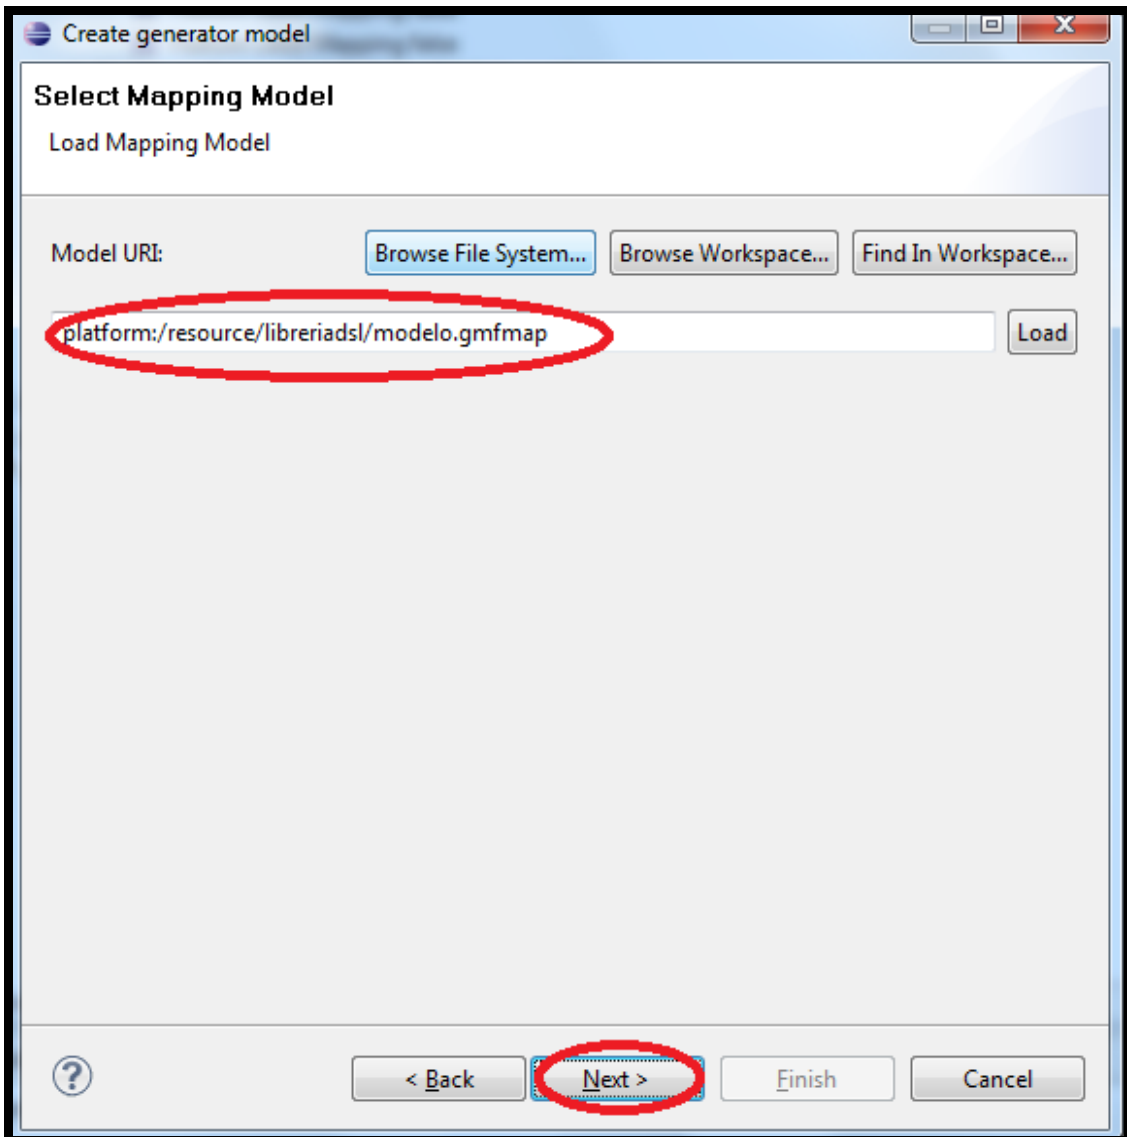 Create generator model
Select Mapping Model
Load Mapping Model
Model URI: Browse File System... Browse Workspace... Find In Workspace...
platform:/resource/libreriadsl/modelo.gmfmap Load
< Back Next > Finish Cancel